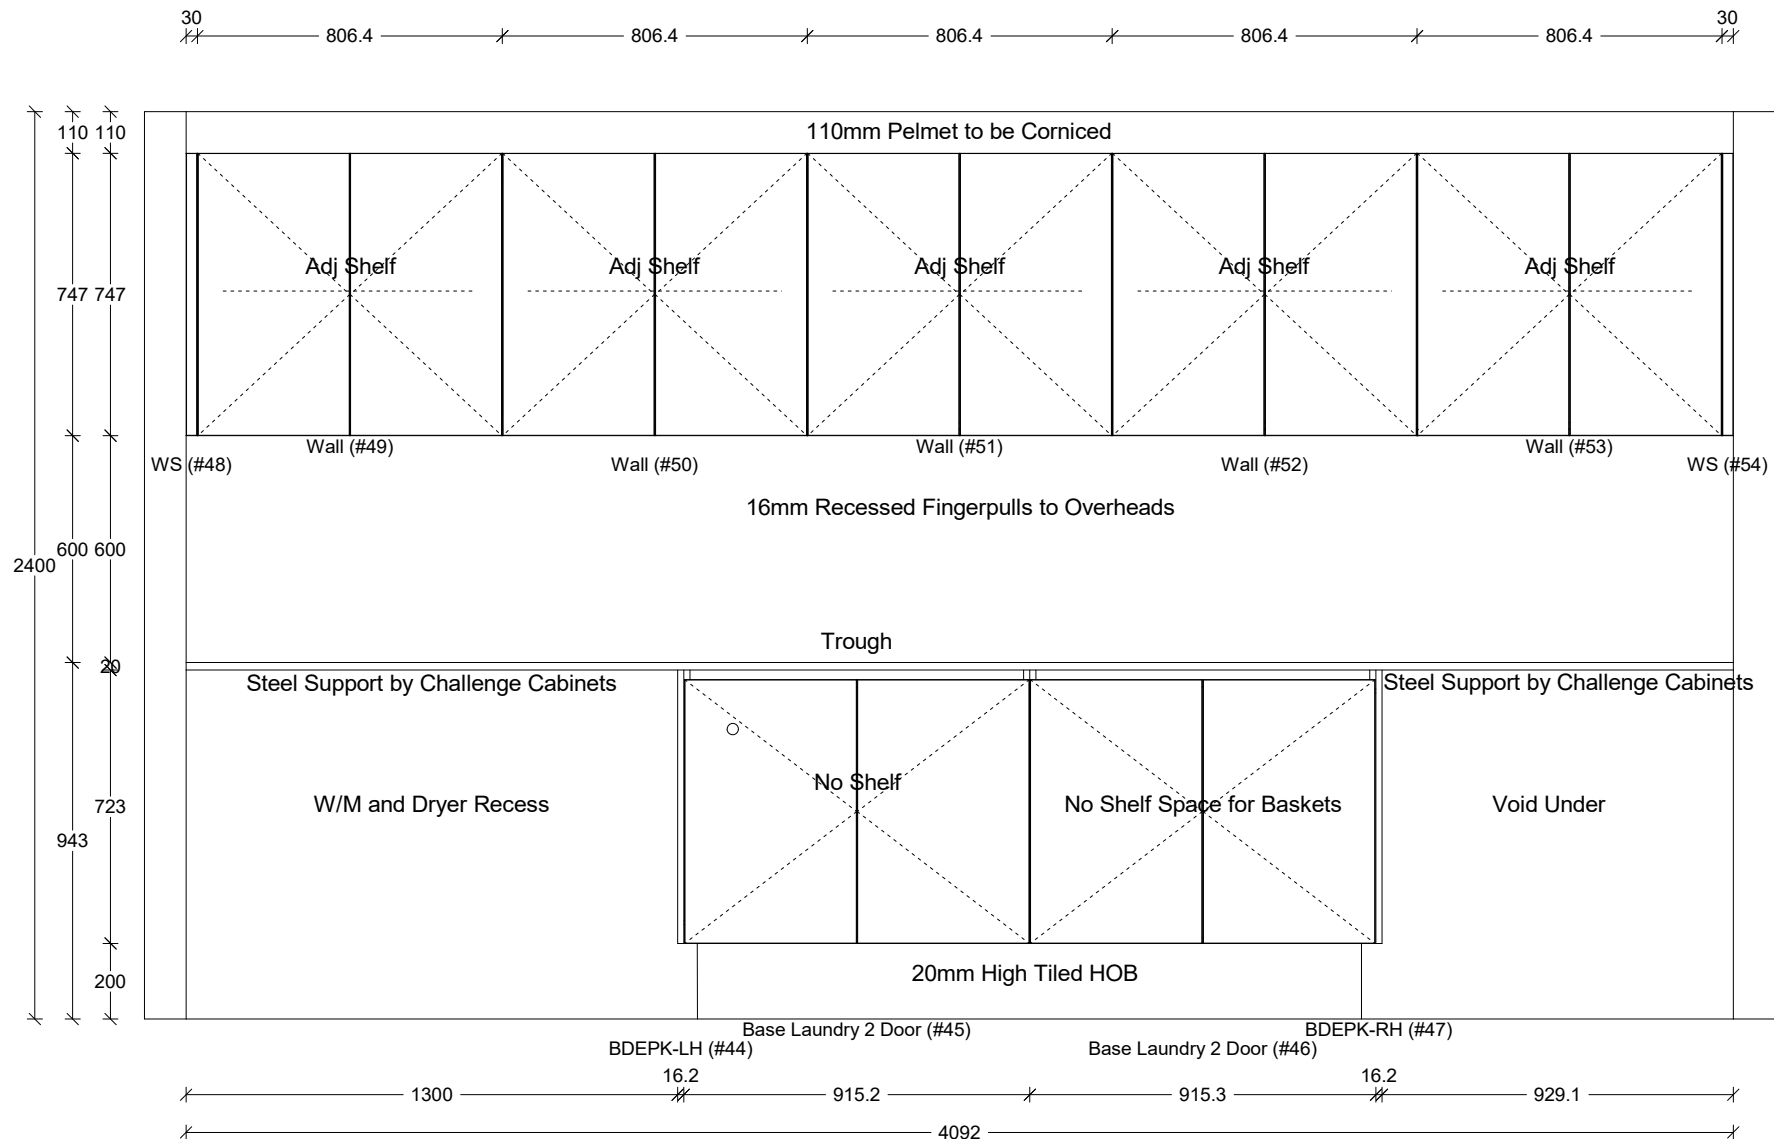 30
30
806.4
806.4
806.4
806.4
806.4
110 110
110mm Pelmet to be Corniced
Adj Shelf
Adj Shelf
Adj Shelf
Adj Shelf
Adj Shelf
747 747
Wall (#49)
Wall (#51)
Wall (#53)
WS (#48)
Wall (#50)
Wall (#52)
WS (#54)
16mm Recessed Fingerpulls to Overheads
600 600
2400
Trough
20
Steel Support by Challenge Cabinets
Steel Support by Challenge Cabinets
No Shelf
W/M and Dryer Recess
No Shelf Space for Baskets
Void Under
723
943
20mm High Tiled HOB
200
Base Laundry 2 Door (#45)
BDEPK-RH (#47)
BDEPK-LH (#44)
Base Laundry 2 Door (#46)
16.2
16.2
1300
915.2
915.3
929.1
4092